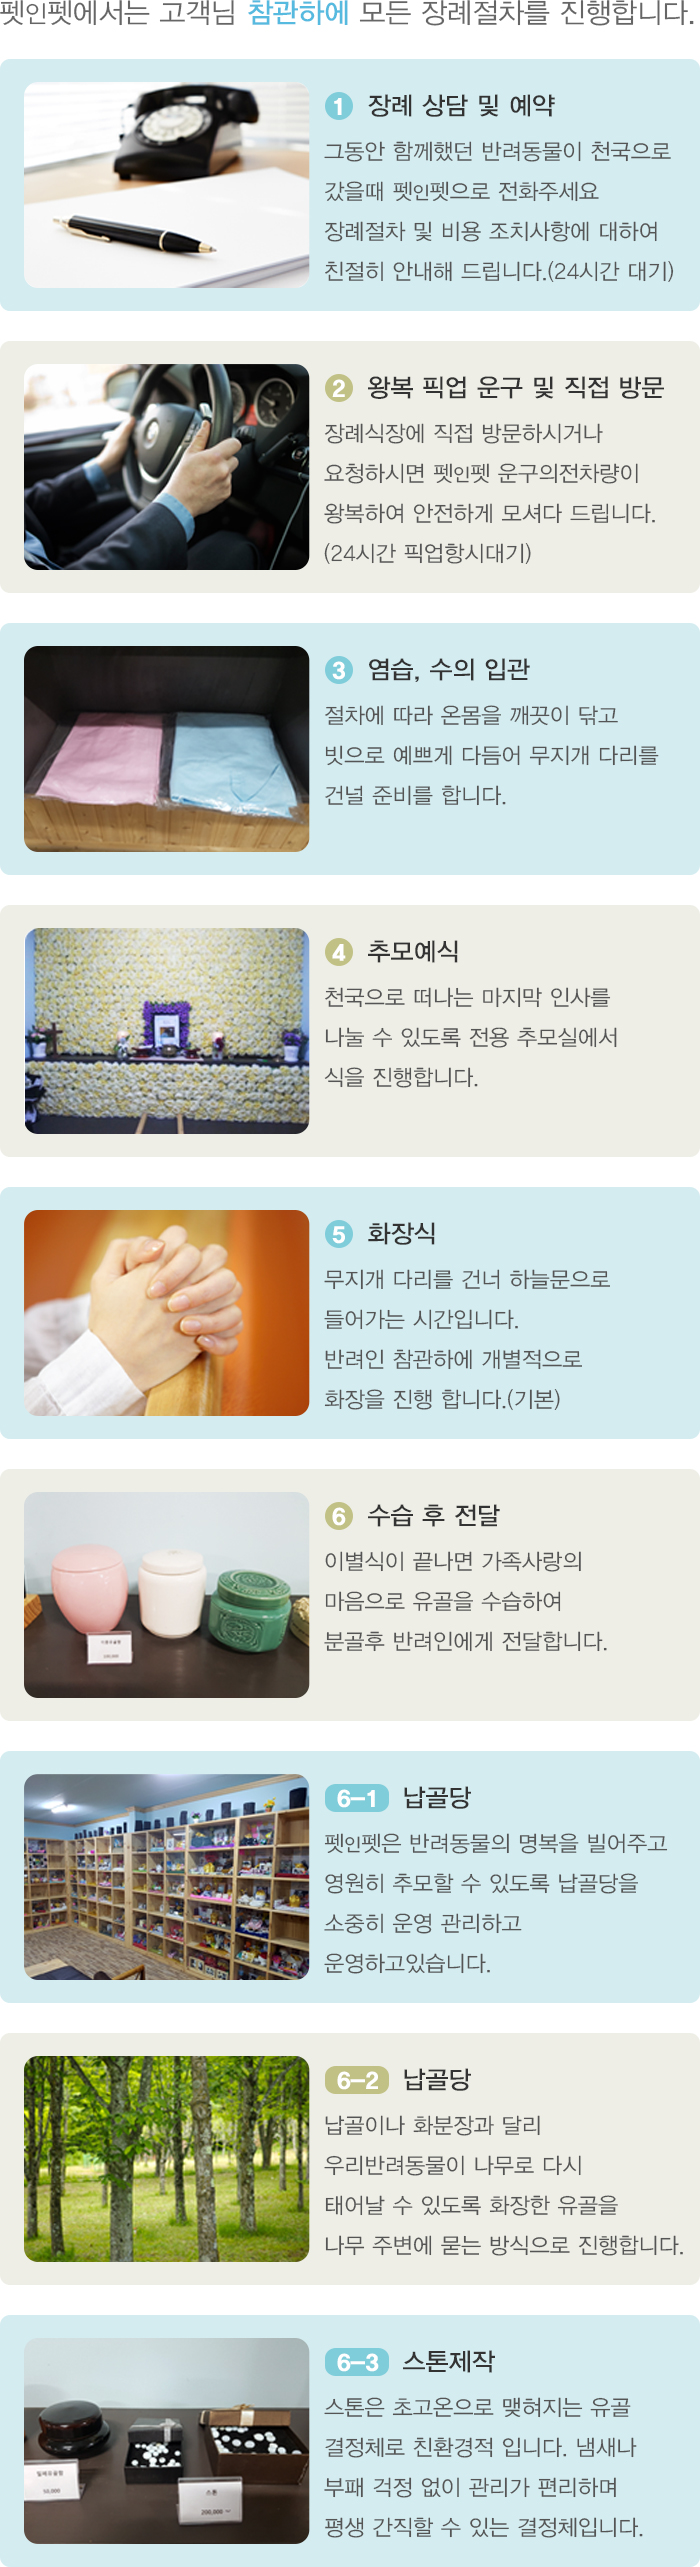 펫인펫에서는 고객님 참관하에 모든 장례절차를 진행합니다.
1 장례 상담 및 예약
그동안 함께했던 반려동물이 천국으로
갔을때 펫인펫으로 전화주세요
장례절차 및 비용 조치사항에 대하여
친절히 안내해 드립니다.(24시간 대기)
2 왕복 픽업 운구 및 직접 방문
장례식장에 직접 방문하시거나
요청하시면 펫인펫 운구의전차량이
왕복하여 안전하게 모셔다 드립니다.
(24시간 픽업항시대기)
3 염습, 수의 입관
절차에 따라 온몸을 깨끗이 닦고
빗으로 예쁘게 다듬어 무지개 다리를
건널 준비를 합니다.
4 추모예식
천국으로 떠나는 마지막 인사를
나눌 수 있도록 전용 추모실에서
식을 진행합니다.
5 화장식
무지개 다리를 건너 하늘문으로
들어가는 시간입니다.
반려인 참관하에 개별적으로
화장을 진행 합니다.(기본)
6 수습 후 전달
이별식이 끝나면 가족사랑의
마음으로 유골을 수습하여
분골후 반려인에게 전달합니다.
6-1 납골당
펫인펫은 반려동물의 명복을 빌어주고
영원히 추모할 수 있도록 납골당을
소중히 운영 관리하고
운영하고있습니다.
6-2 납골당
납골이나 화분장과 달리
우리반려동물이 나무로 다시
태어날 수 있도록 화장한 유골을
나무 주변에 묻는 방식으로 진행합니다.
6-3 스톤제작
스톤은 초고온으로 맺혀지는 유골
결정체로 친환경적 입니다. 냄새나
부패 걱정 없이 관리가 편리하며
평생 간직할 수 있는 결정체입니다.
50,000
스톤
200,000 ~